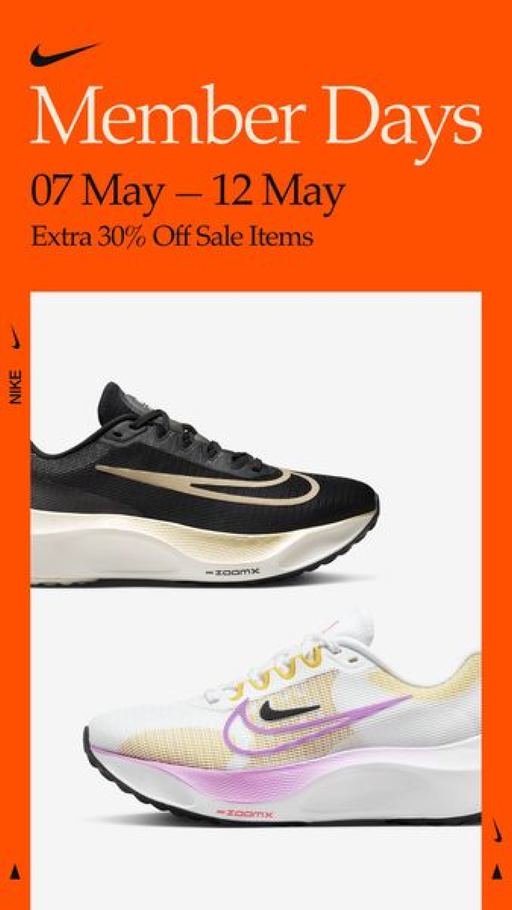 Member Days
07 May – 12 May
Extra 30% Off Sale Items
NIKE
ZOOMX
ZOOMX